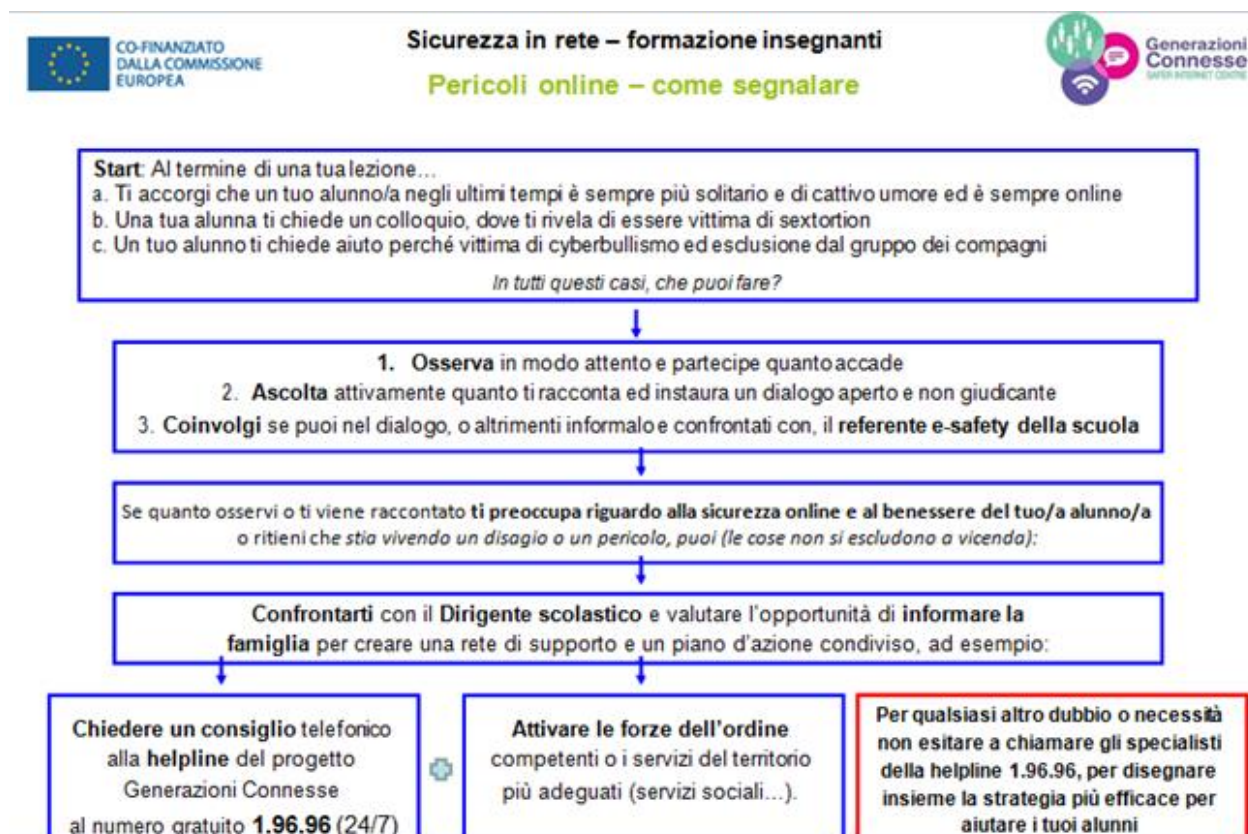 CO-FINANZIATO
DALLA COMMISSIONE
EUROPEA
Sicurezza in rete – formazione insegnanti
Pericoli online – come segnalare
Generazioni
Connesse
SAFER INTERNET CENTRE
Start: Al termine di una tua lezione…
a. Ti accorgi che un tuo alunno/a negli ultimi tempi è sempre più solitario e di cattivo umore ed è sempre online
b. Una tua alunna ti chiede un colloquio, dove ti rivela di essere vittima di sextortion
c. Un tuo alunno ti chiede aiuto perché vittima di cyberbullismo ed esclusione dal gruppo dei compagni
In tutti questi casi, che puoi fare?
1. Osserva in modo attento e partecipe quanto accade
2. Ascolta attivamente quanto ti racconta ed instaura un dialogo aperto e non giudicante
3. Coinvolgi se puoi nel dialogo, o altrimenti informalo e confrontati con, il referente e-safety della scuola
Se quanto osservi o ti viene raccontato ti preoccupa riguardo alla sicurezza online e al benessere del tuo/a alunno/a
o ritieni che stia vivendo un disagio o un pericolo, puoi (le cose non si escludono a vicenda):
Confrontarti con il Dirigente scolastico e valutare l'opportunità di informare la
famiglia per creare una rete di supporto e un piano d'azione condiviso, ad esempio:
Chiedere un consiglio telefonico
alla helpline del progetto
Generazioni Connesse
al numero gratuito 1.96.96 (24/7)
Attivare le forze dell'ordine
competenti o i servizi del territorio
più adeguati (servizi sociali…).
Per qualsiasi altro dubbio o necessità
non esitare a chiamare gli specialisti
della helpline 1.96.96, per disegnare
insieme la strategia più efficace per
aiutare i tuoi alunni